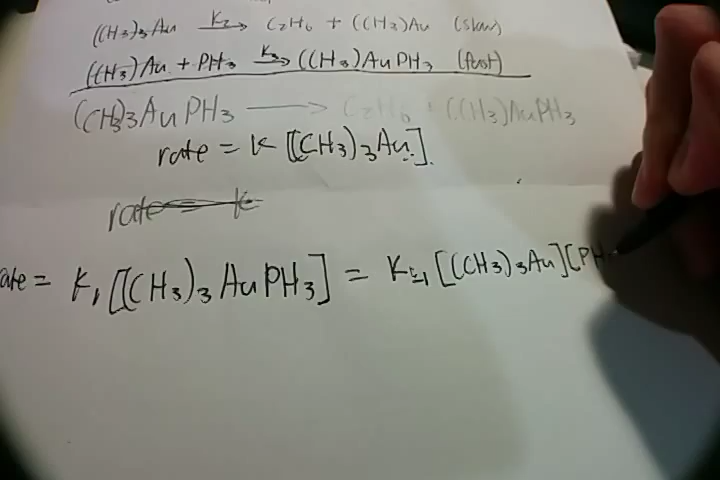 ((CH3)3Au K2→ C2H6 + ((CH3)Au (slow)
((CH3)Au + PH3 K3→ ((CH3)AuPH3 (fast)
(CH3)3AuPH3 → C2H6 + ((CH3)AuPH3
rate = K [(CH3)3Au].
rate = k
ate = K1[(CH3)3AuPH3] = K-1[((CH3)3Au][PH